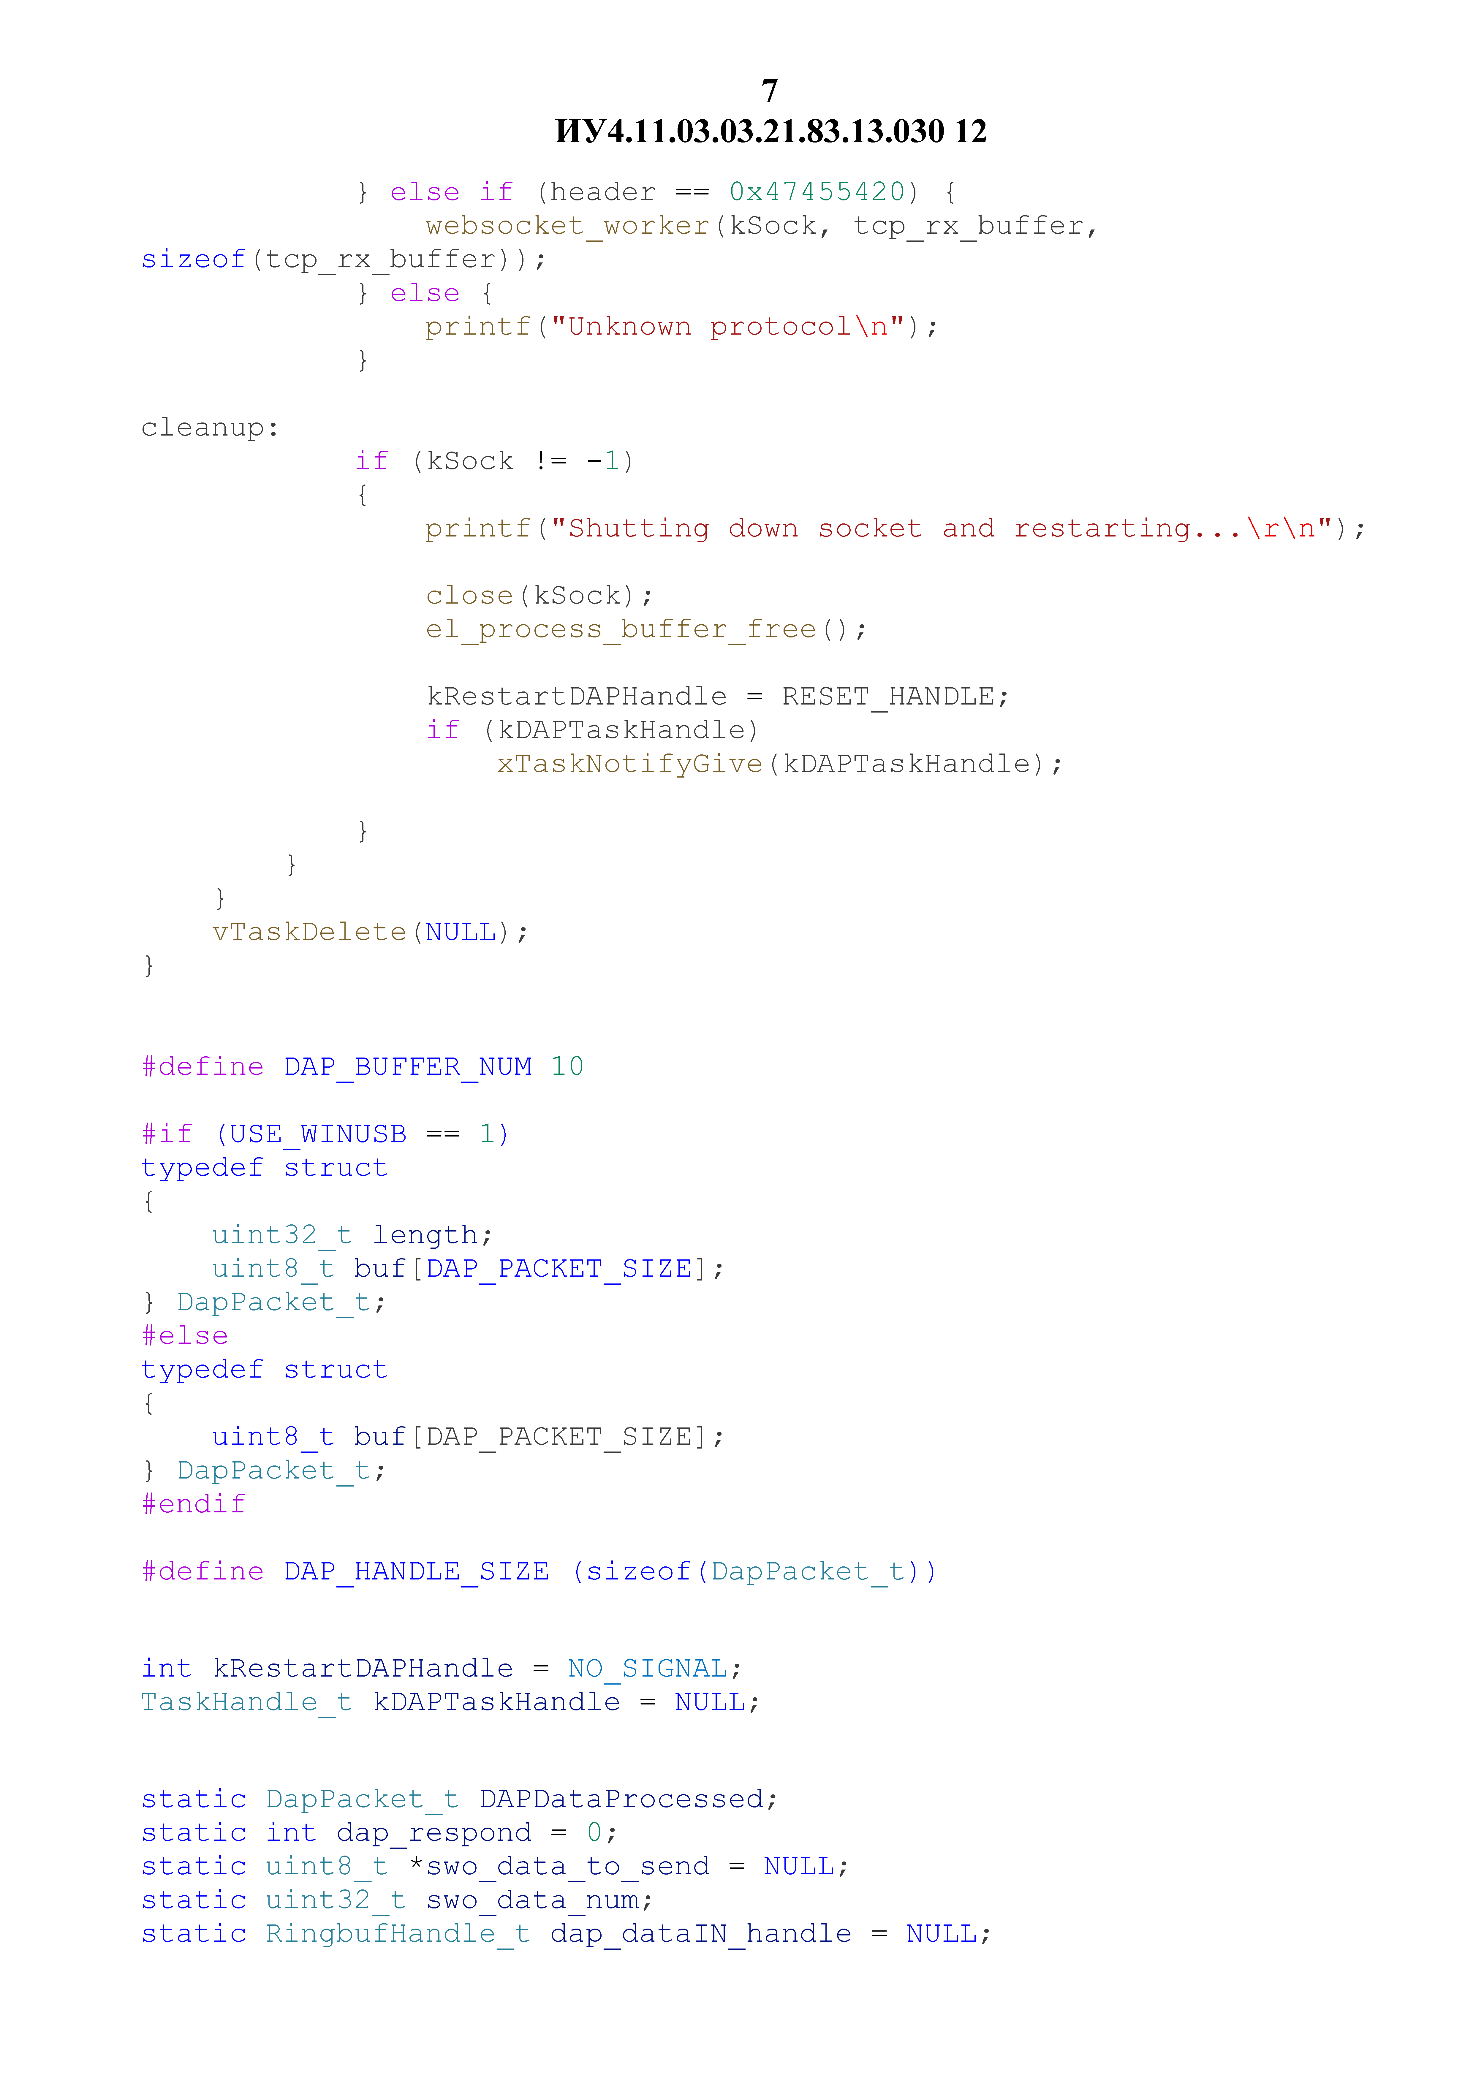 7
ИУ4.11.03.03.21.83.13.030 12
} else if (header == 0x47455420) {
websocket_worker(kSock, tcp_rx_buffer,
sizeof(tcp_rx_buffer));
} else {
printf("Unknown protocol\n");
}
cleanup:
if (kSock != -1)
{
printf("Shutting down socket and restarting...\r\n");
close(kSock);
el_process_buffer_free();
kRestartDAPHandle = RESET_HANDLE;
if (kDAPTaskHandle)
xTaskNotifyGive(kDAPTaskHandle);
}
}
}
vTaskDelete(NULL);
}
#define DAP_BUFFER_NUM 10
#if (USE_WINUSB == 1)
typedef struct
{
uint32_t length;
uint8_t buf[DAP_PACKET_SIZE];
} DapPacket_t;
#else
typedef struct
{
uint8_t buf[DAP_PACKET_SIZE];
} DapPacket_t;
#endif
#define DAP_HANDLE_SIZE (sizeof(DapPacket_t))
int kRestartDAPHandle = NO_SIGNAL;
TaskHandle_t kDAPTaskHandle = NULL;
static DapPacket_t DAPDataProcessed;
static int dap_respond = 0;
static uint8_t *swo_data_to_send = NULL;
static uint32_t swo_data_num;
static RingbufHandle_t dap_dataIN_handle = NULL;